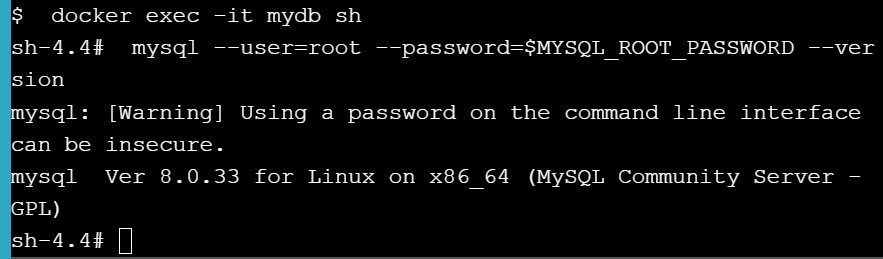 $  docker exec -it mydb sh
sh-4.4#  mysql --user=root --password=$MYSQL_ROOT_PASSWORD --ver
sion
mysql: [Warning] Using a password on the command line interface
can be insecure.
mysql  Ver 8.0.33 for Linux on x86_64 (MySQL Community Server -
GPL)
sh-4.4#